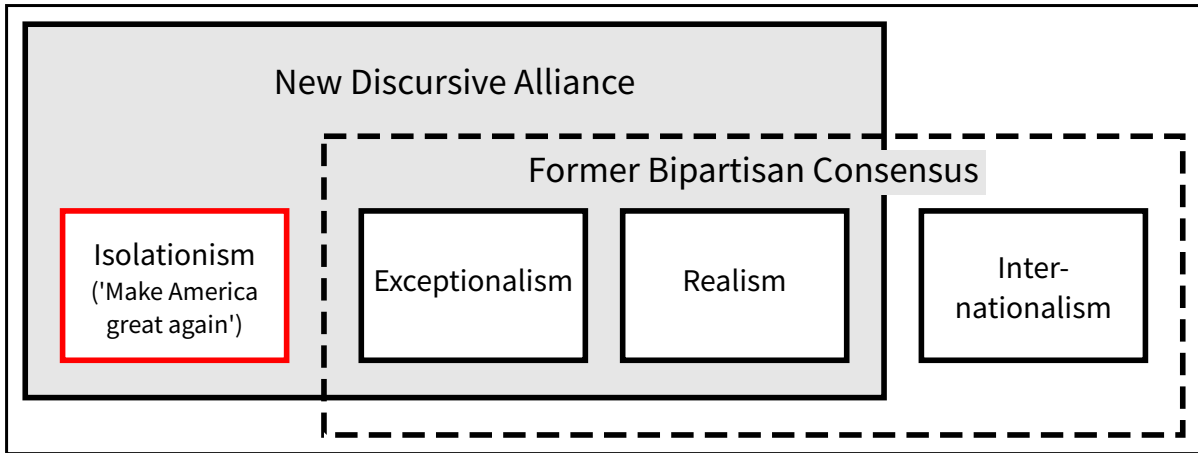 New Discursive Alliance
Former Bipartisan Consensus
Isolationism
('Make America
great again')
Exceptionalism
Realism
Inter-
nationalism